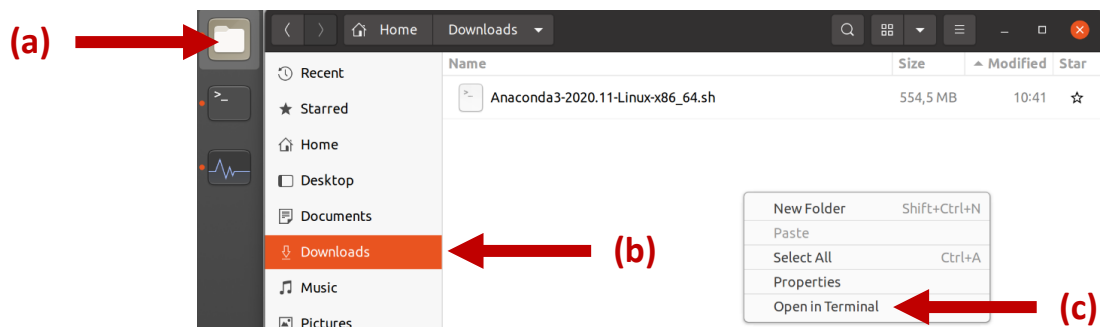 (a)
Home Downloads
Name Size Modified Star
Recent
>_ Anaconda3-2020.11-Linux-x86_64.sh 554,5 MB 10:41
>_
Starred
Home
Desktop
New Folder Shift+Ctrl+N
Documents
Paste
Downloads
(b)
Select All Ctrl+A
Properties
Music
Open in Terminal
(c)
Pictures